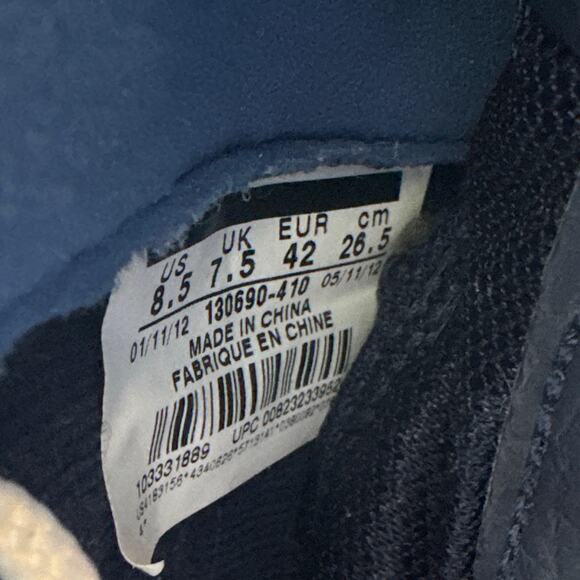 US UK EUR cm
8.5 7.5 42 26.5
01/11/12 130690-410 05/11/12
MADE IN CHINA
FABRIQUE EN CHINE
103331889 UPC